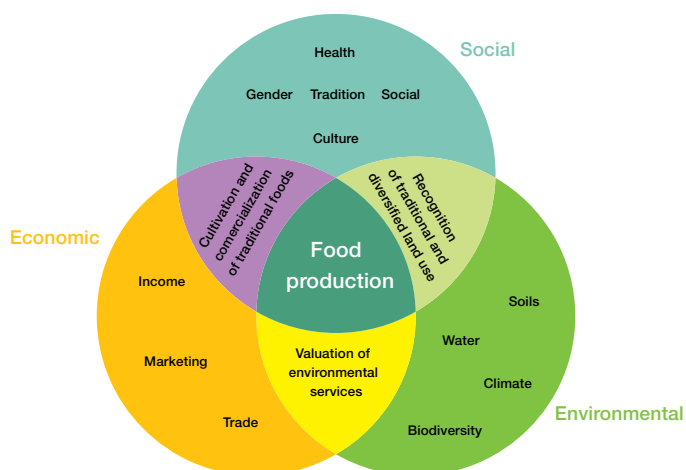 Social
Health
Gender Tradition Social
Culture
Cultivation and
comercialization
of traditional foods
Recognition
of traditional and
diversified land use
Economic
Food
production
Income
Marketing
Trade
Valuation of
environmental
services
Soils
Water
Climate
Biodiversity
Environmental